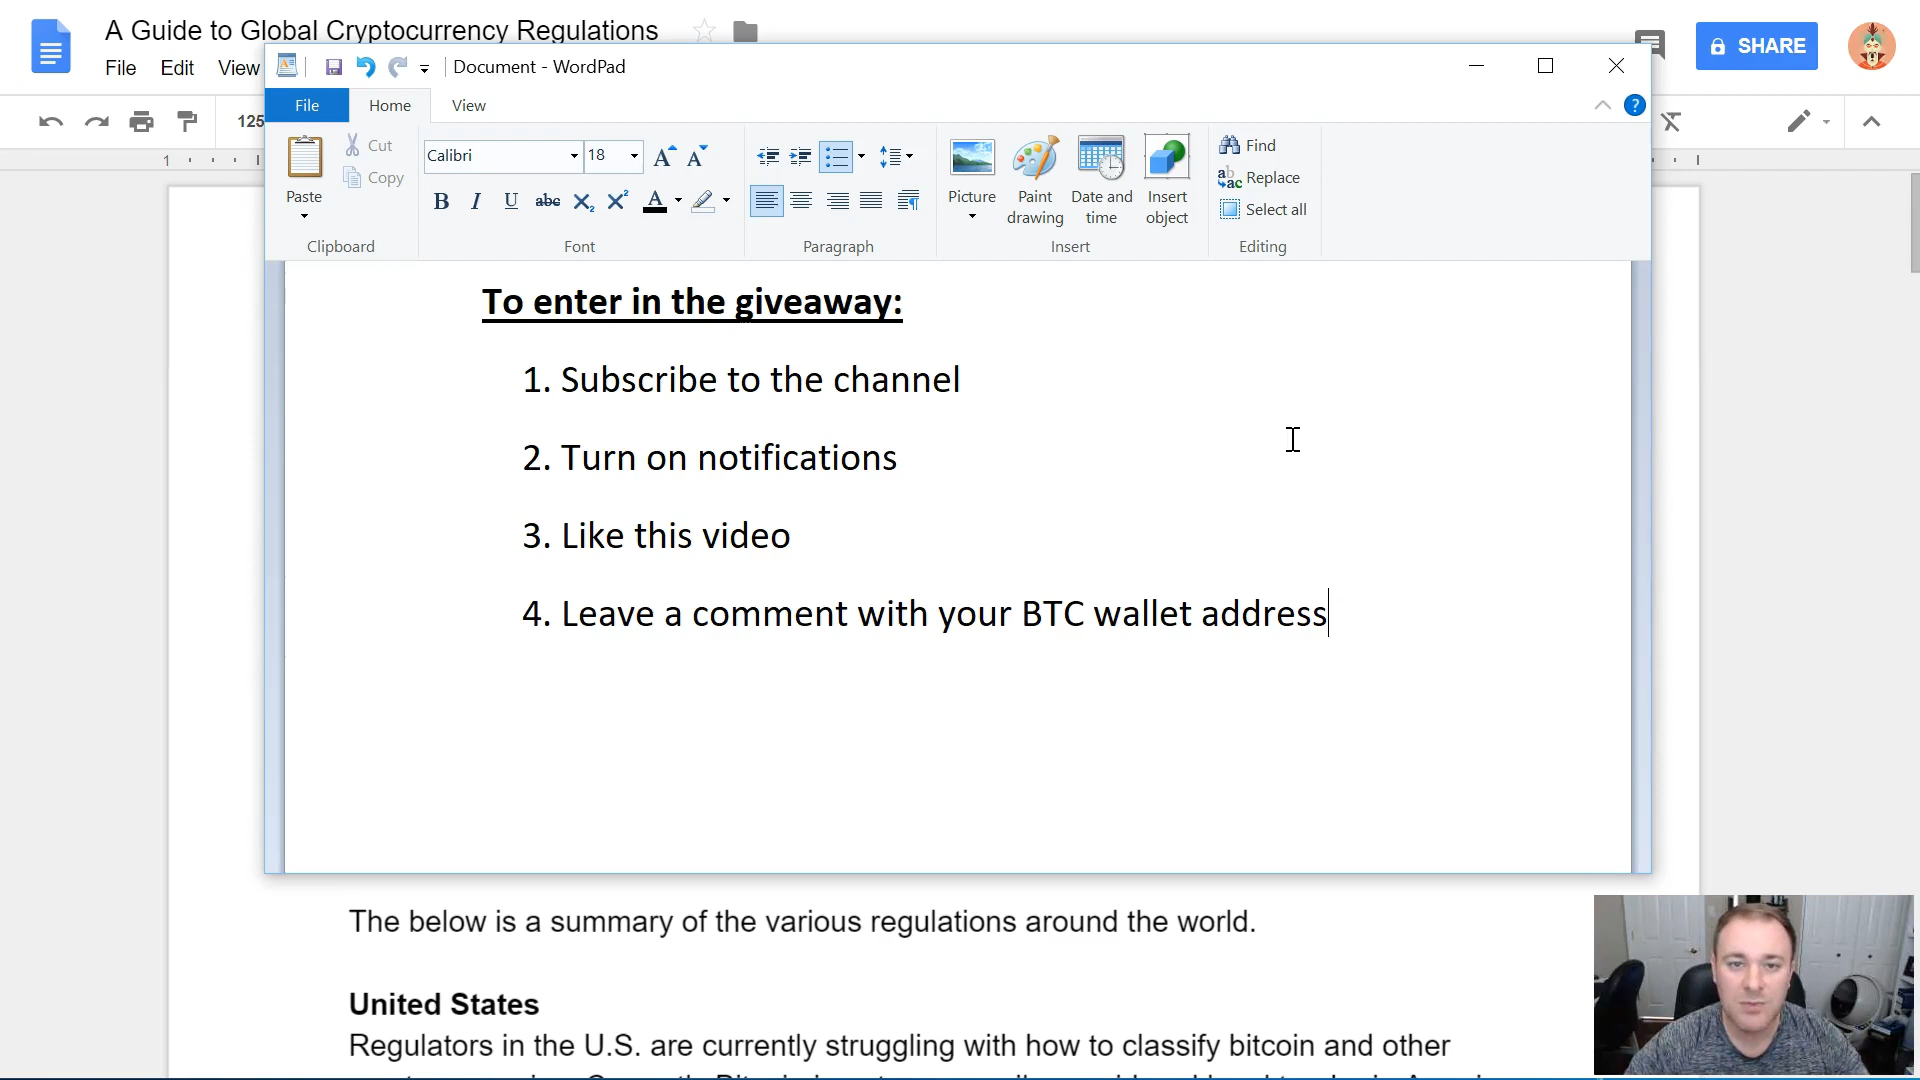 A Guide to Global Cryptocurrency Regulations
File Edit View
SHARE
125
1
Document - WordPad
File Home View
Paste
Cut
Copy
Clipboard
Calibri 18
B I U abc X₂ X² A
Font
Paragraph
Picture
Paint drawing
Date and time
Insert object
Insert
Find
Replace
Select all
Editing
To enter in the giveaway:
1. Subscribe to the channel
2. Turn on notifications
3. Like this video
4. Leave a comment with your BTC wallet address
The below is a summary of the various regulations around the world.
United States
Regulators in the U.S. are currently struggling with how to classify bitcoin and other